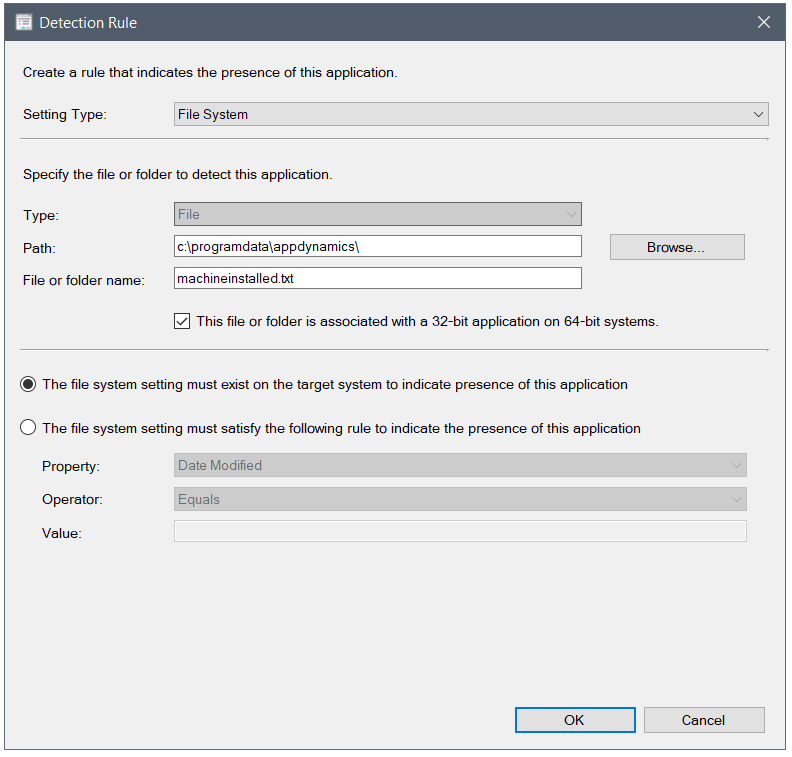 Detection Rule
Create a rule that indicates the presence of this application.
Setting Type: File System
Specify the file or folder to detect this application.
Type: File
Path: c:\programdata\appdynamics\ Browse...
File or folder name: machineinstalled.txt
This file or folder is associated with a 32-bit application on 64-bit systems.
The file system setting must exist on the target system to indicate presence of this application
The file system setting must satisfy the following rule to indicate the presence of this application
Property: Date Modified
Operator: Equals
Value:
OK Cancel